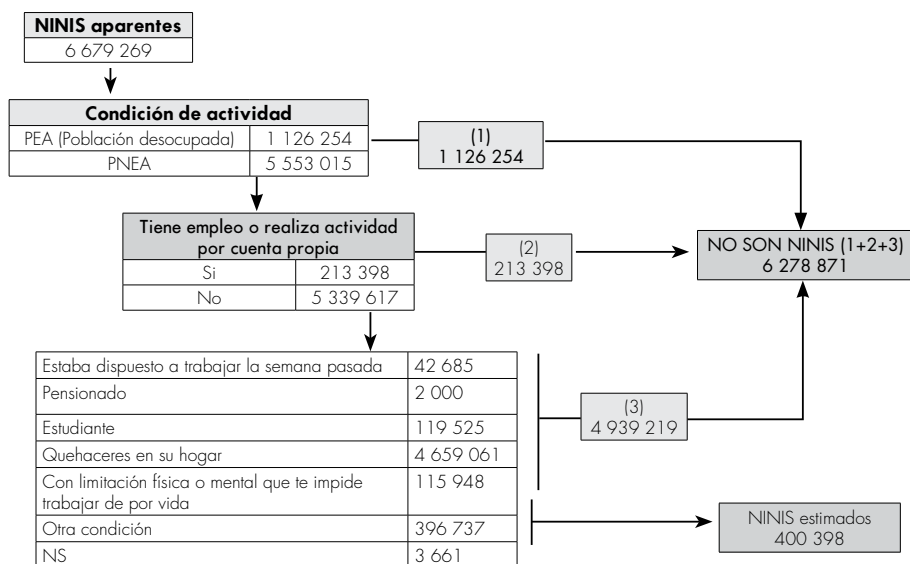 NINIS aparentes
6 679 269
Condición de actividad
PEA (Población desocupada) 1 126 254
PNEA 5 553 015
(1)
1 126 254
Tiene empleo o realiza actividad
por cuenta propia
Si 213 398
No 5 339 617
(2)
213 398
NO SON NINIS (1+2+3)
6 278 871
Estaba dispuesto a trabajar la semana pasada 42 685
Pensionado 2 000
Estudiante 119 525
Quehaceres en su hogar 4 659 061
Con limitación física o mental que te impide 115 948
trabajar de por vida
Otra condición 396 737
NS 3 661
(3)
4 939 219
NINIS estimados
400 398